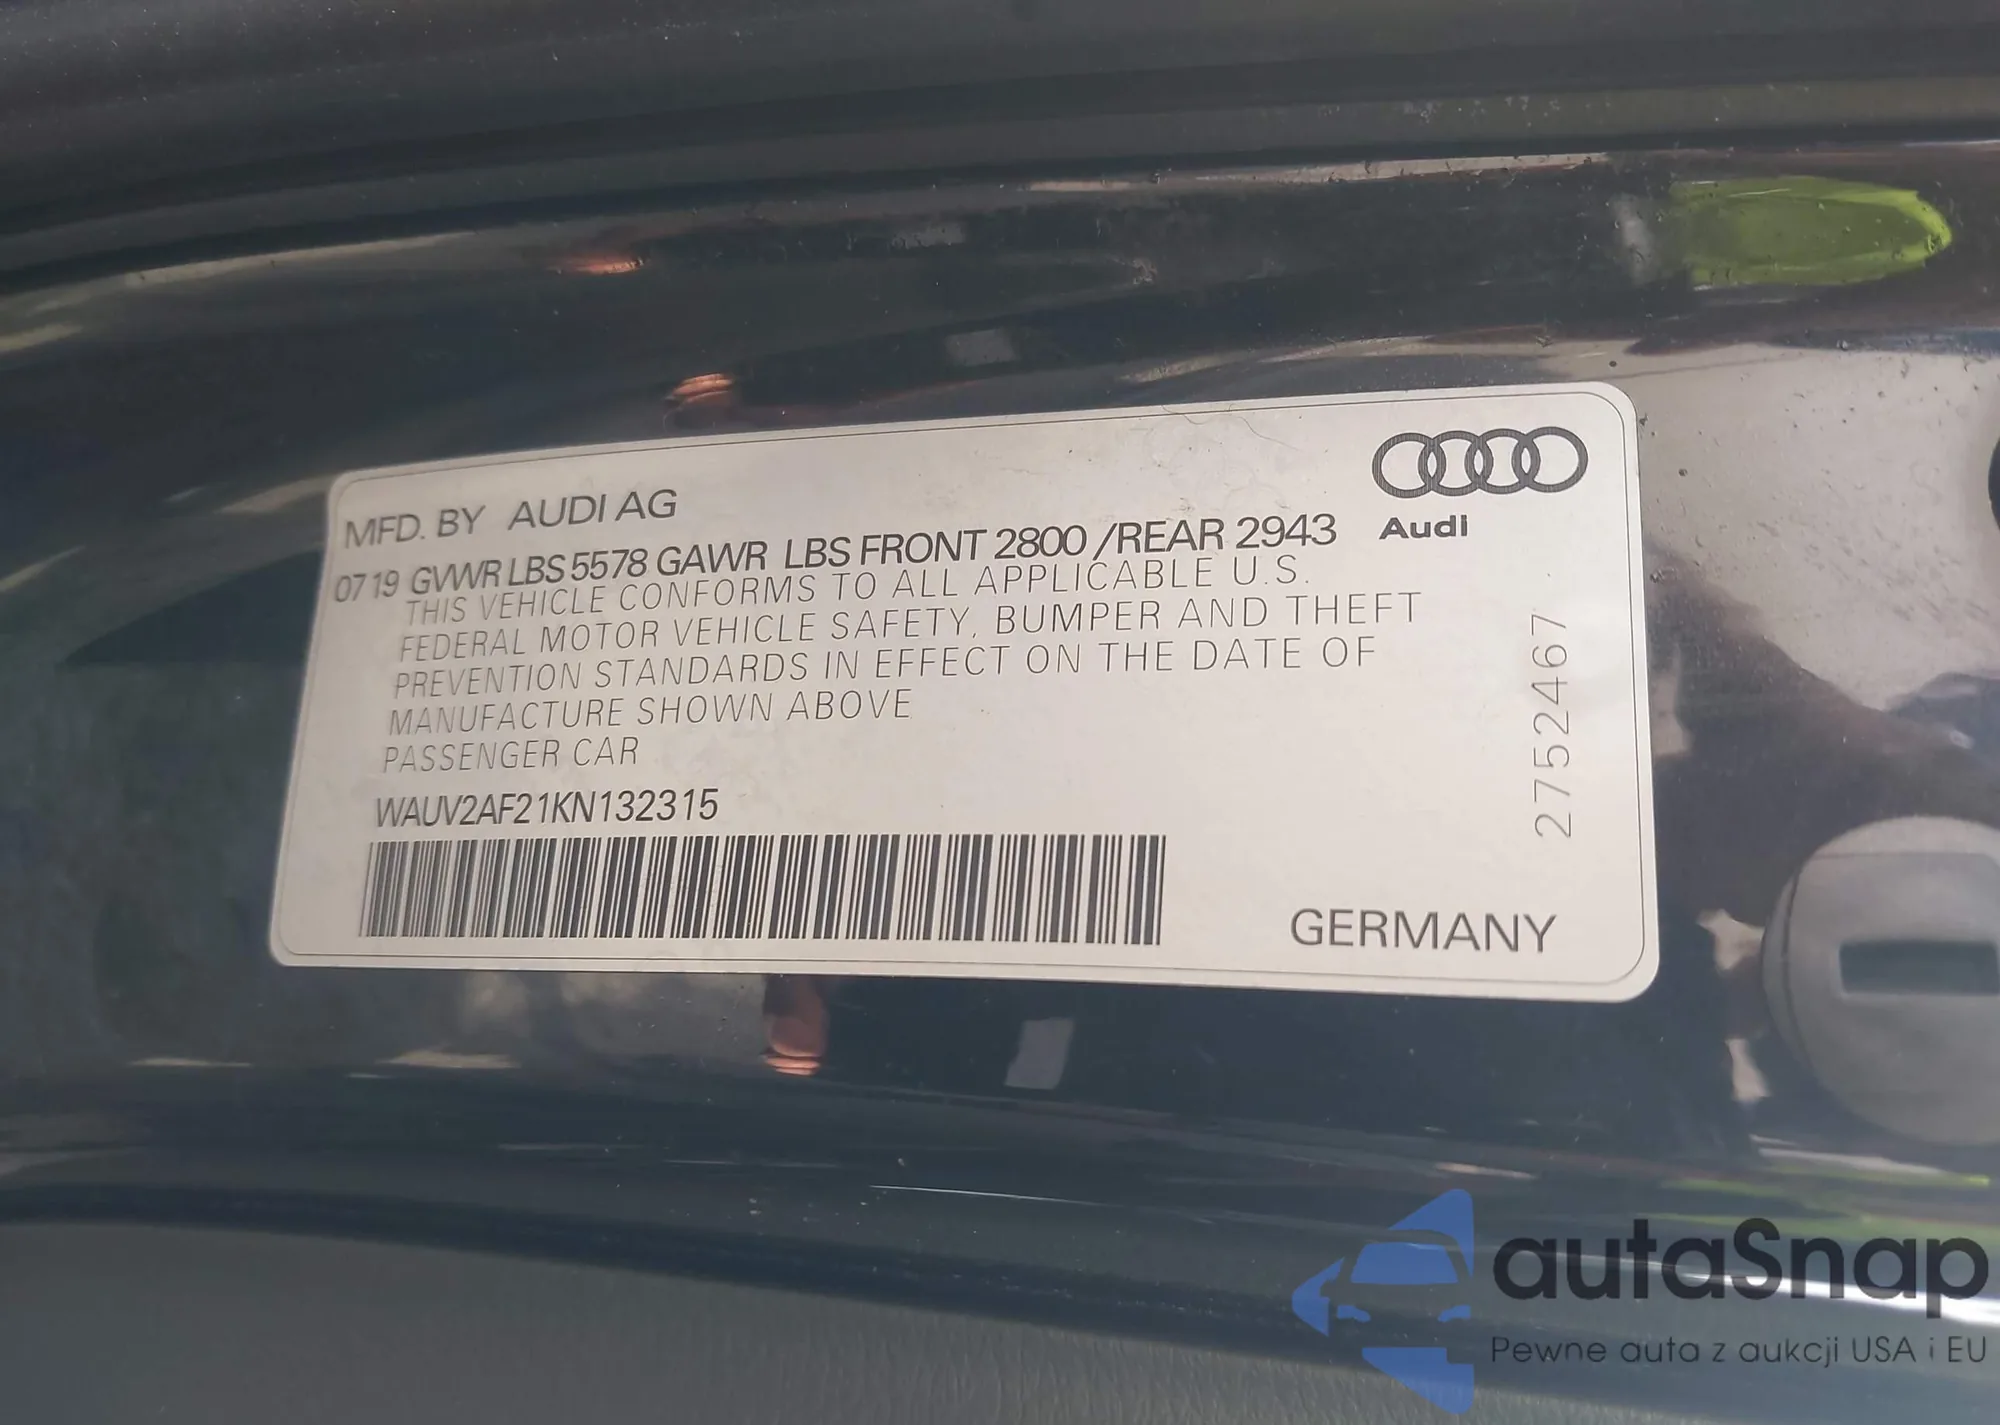 MFD. BY AUDI AG
0719 GVWR LBS 5578 GAWR LBS FRONT 2800 /REAR 2943
Audi
THIS VEHICLE CONFORMS TO ALL APPLICABLE U.S.
FEDERAL MOTOR VEHICLE SAFETY, BUMPER AND THEFT
PREVENTION STANDARDS IN EFFECT ON THE DATE OF
MANUFACTURE SHOWN ABOVE
PASSENGER CAR
WAUV2AF21KN132315
2752467
GERMANY
autaSnap
Pewne auta z aukcji USA i EU